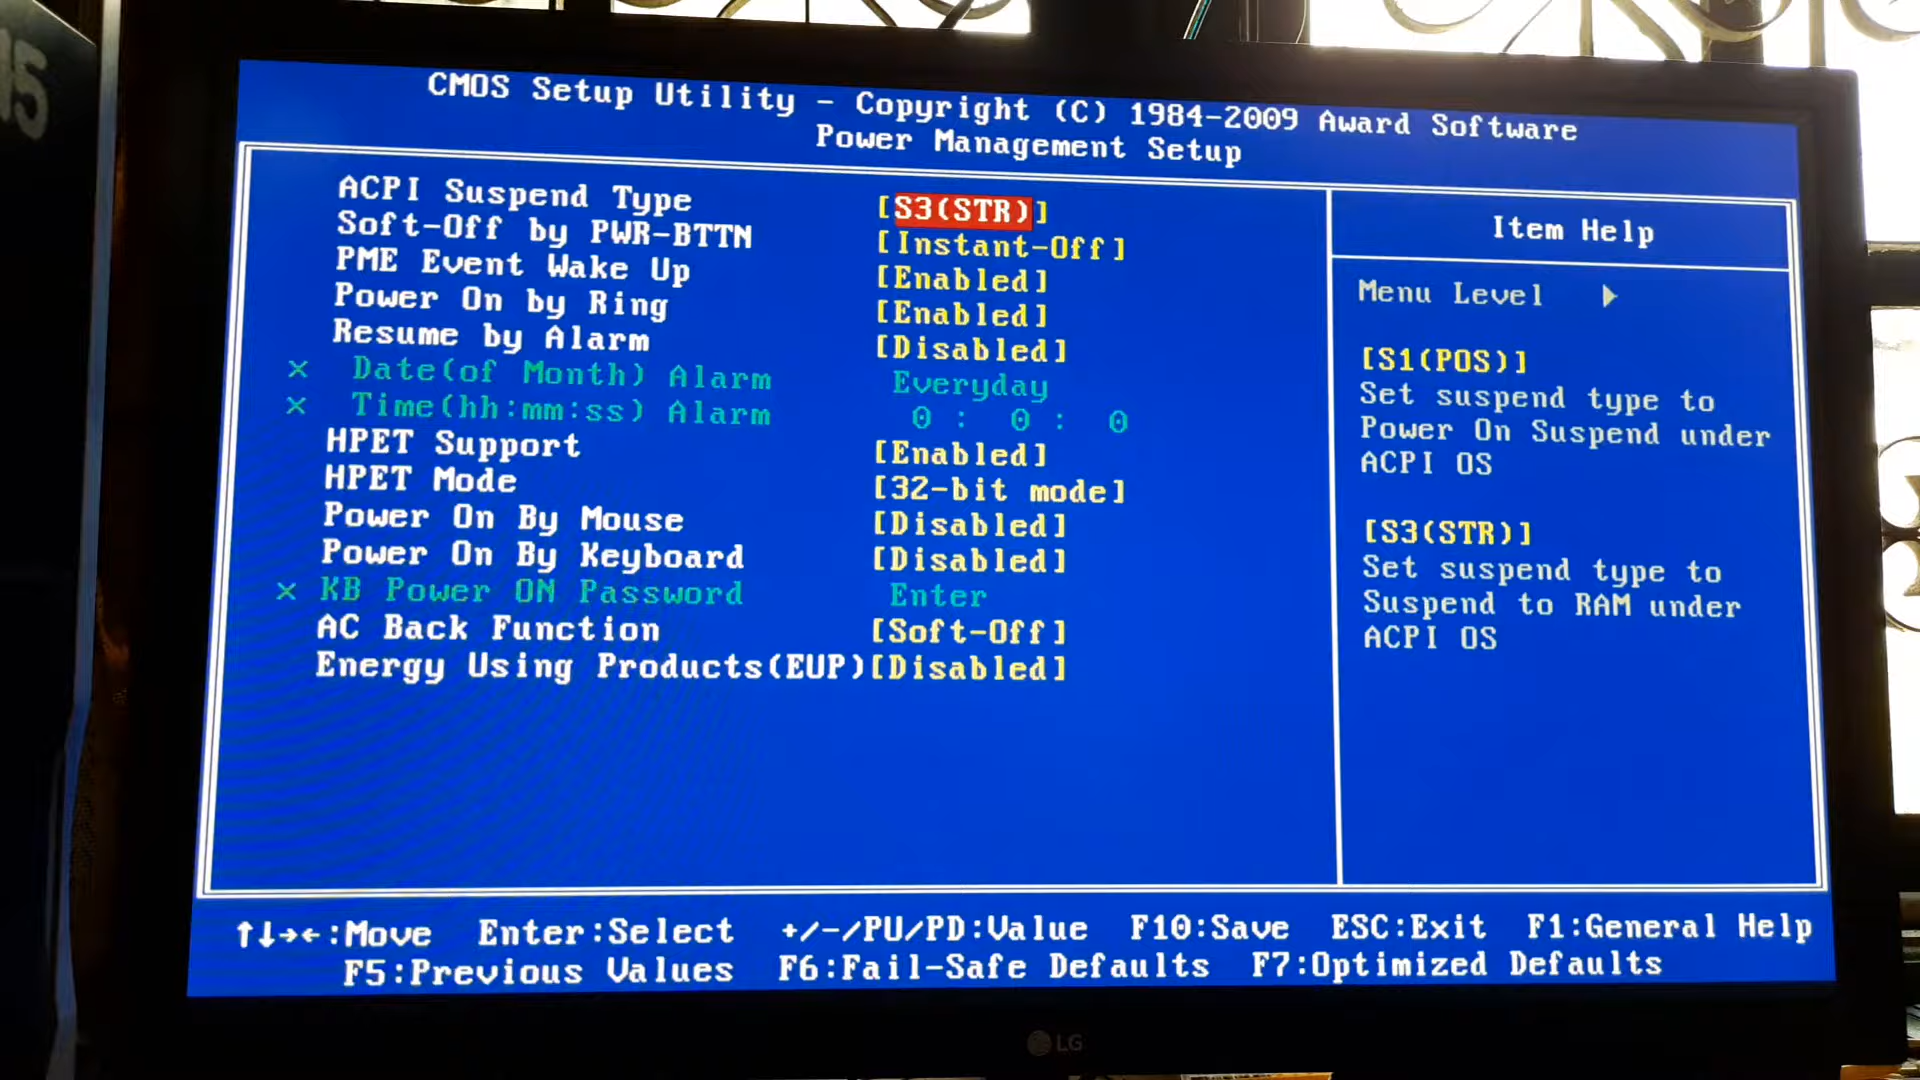 15
CMOS Setup Utility - Copyright (C) 1984-2009 Award Software
Power Management Setup
ACPI Suspend Type [S3(STR)]
Soft-Off by PWR-BTTN [Instant-Off]
PME Event Wake Up [Enabled]
Power On by Ring [Enabled]
Resume by Alarm [Disabled]
× Date(of Month) Alarm Everyday
× Time(hh:mm:ss) Alarm 0 : 0 : 0
HPET Support [Enabled]
HPET Mode [32-bit mode]
Power On By Mouse [Disabled]
Power On By Keyboard [Disabled]
× KB Power ON Password Enter
AC Back Function [Soft-Off]
Energy Using Products(EUP)[Disabled]
Item Help
Menu Level ▶
[S1(POS)]
Set suspend type to
Power On Suspend under
ACPI OS
[S3(STR)]
Set suspend type to
Suspend to RAM under
ACPI OS
↑↓→←:Move Enter:Select +/-/PU/PD:Value F10:Save ESC:Exit F1:General Help
F5:Previous Values F6:Fail-Safe Defaults F7:Optimized Defaults
LG